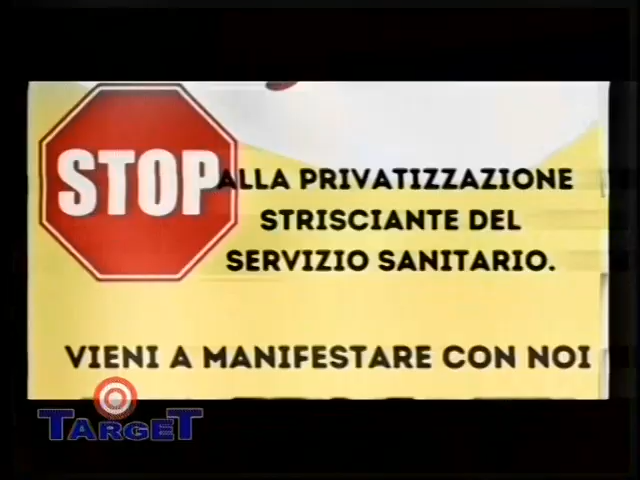 STOP ALLA PRIVATIZZAZIONE
STRISCIANTE DEL
SERVIZIO SANITARIO.
VIENI A MANIFESTARE CON NOI
TARGET